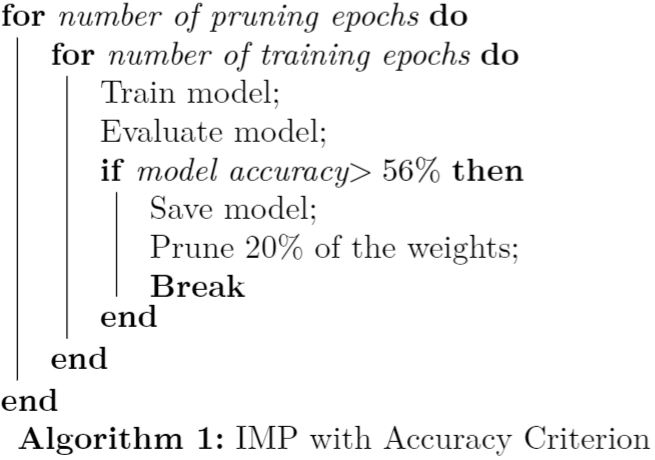 for number of pruning epochs do
for number of training epochs do
Train model;
Evaluate model;
if model accuracy> 56% then
Save model;
Prune 20% of the weights;
Break
end
end
end
Algorithm 1: IMP with Accuracy Criterion